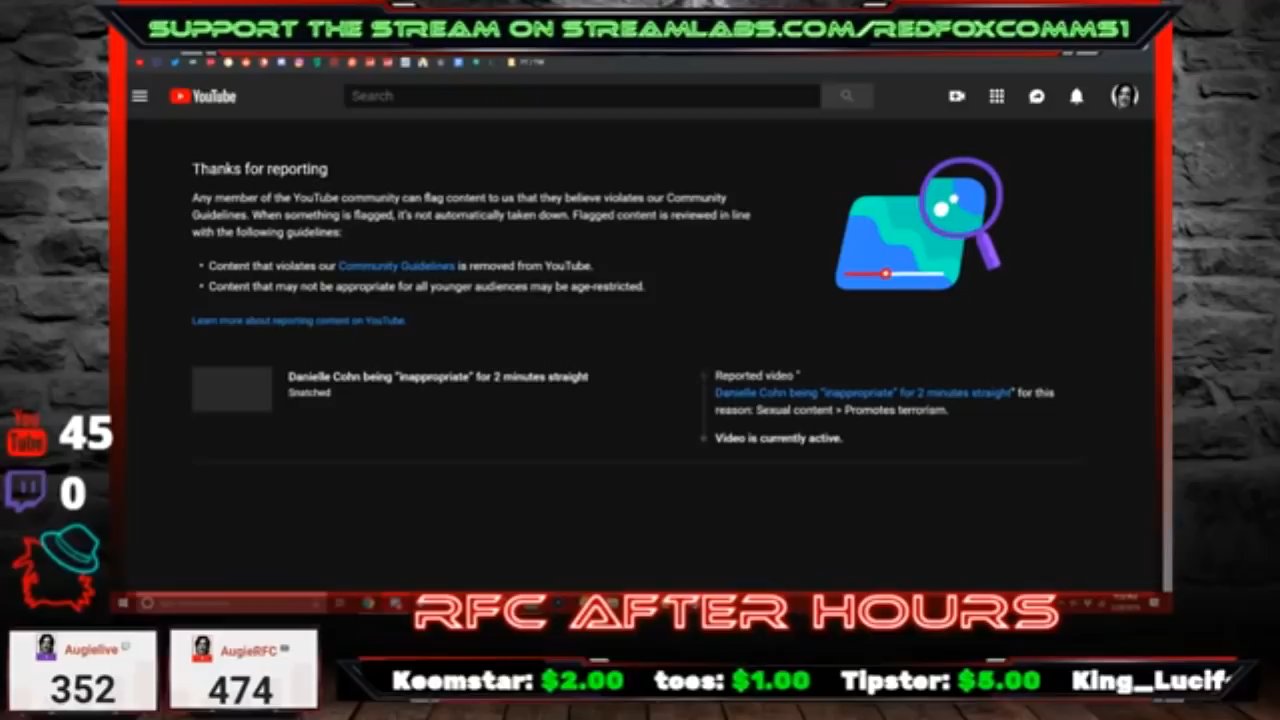 SUPPORT THE STREAM ON STREAMLABS.COM/REDFOXCOMMS1
YouTube
Search
Thanks for reporting
Any member of the YouTube community can flag content to us that they believe violates our Community
Guidelines. When something is flagged, it's not automatically taken down. Flagged content is reviewed in line
with the following guidelines:
• Content that violates our Community Guidelines is removed from YouTube.
• Content that may not be appropriate for all younger audiences may be age-restricted.
Learn more about reporting content on YouTube.
Danielle Cohn being "inappropriate" for 2 minutes straight
Snatched
Reported video "
Danielle Cohn being "inappropriate" for 2 minutes straight" for this
reason: Sexual content > Promotes terrorism.
Video is currently active.
You
Tube
45
0
RFC AFTER HOURS
Augielive
352
AugieRFC
474
Keemstar: $2.00 toes: $1.00 Tipster: $5.00 King_Lucif